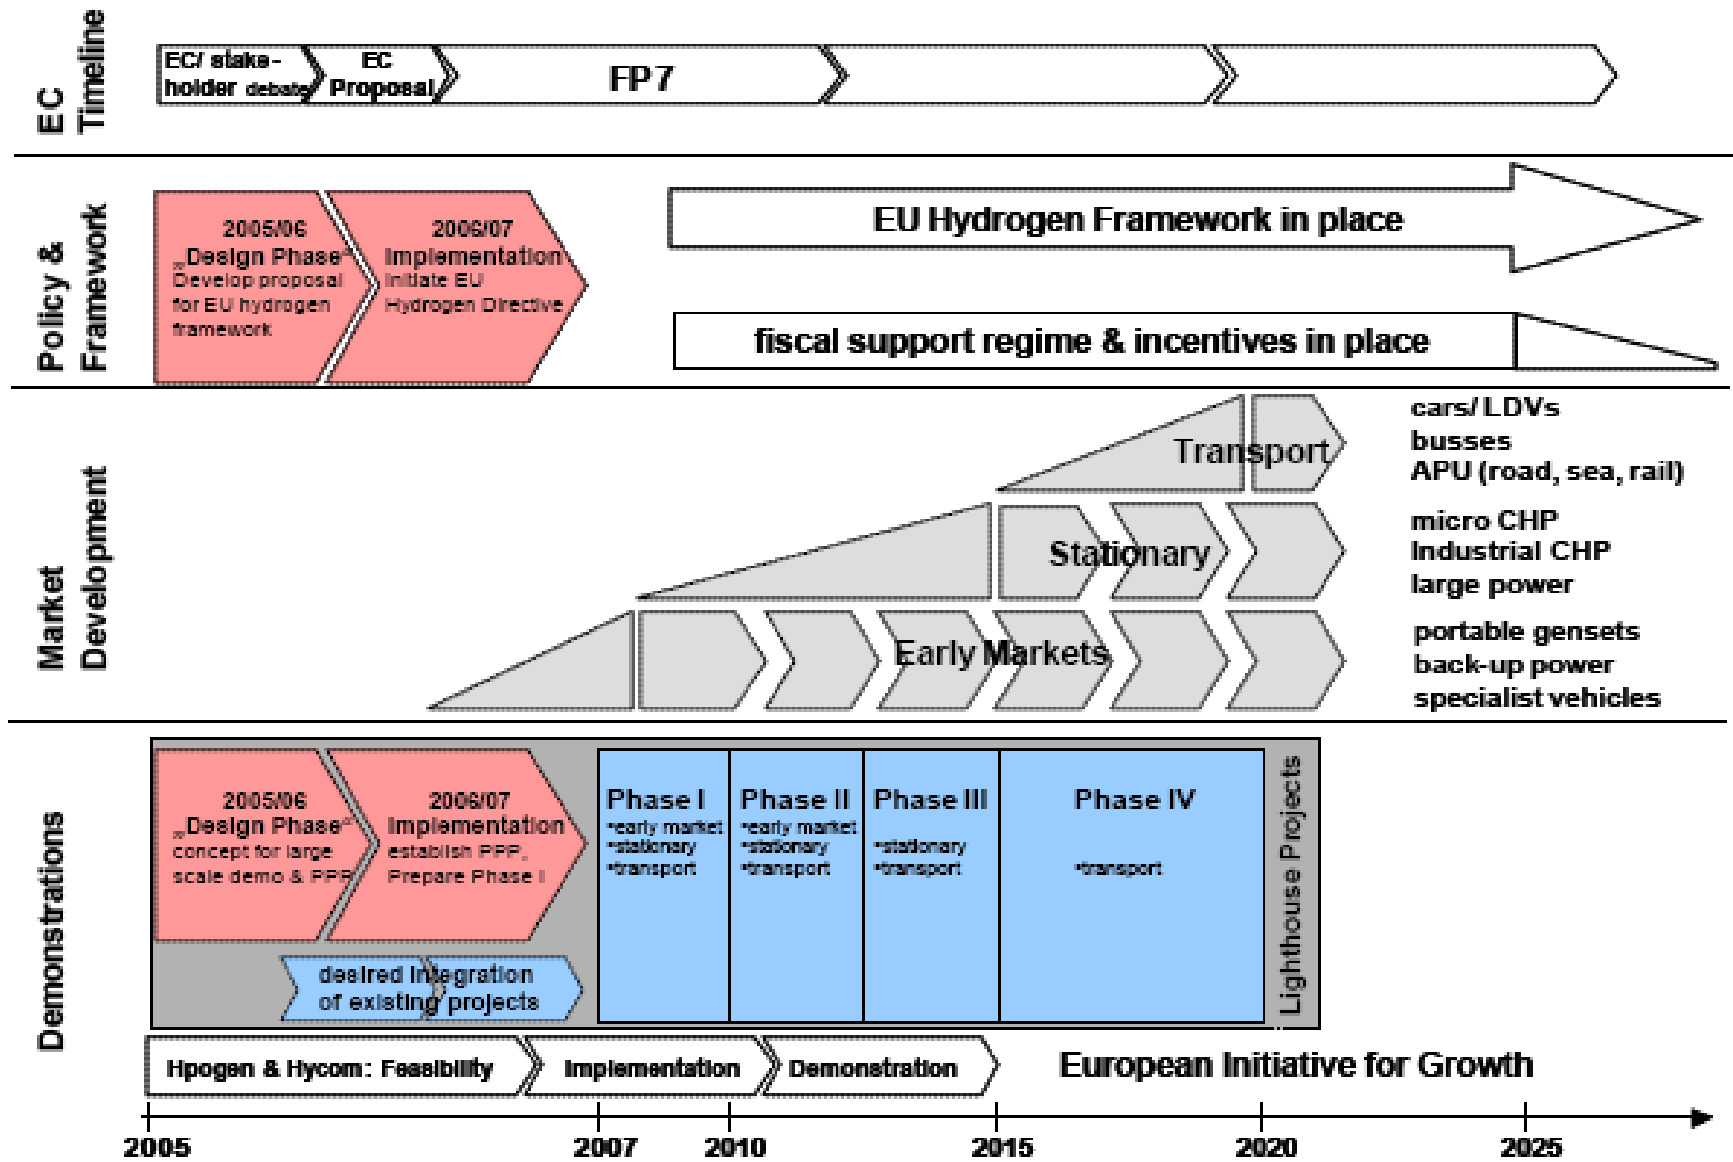 EC
Timeline
EC/ stake-
holder debate
EC
Proposal
FP7
Policy &
Framework
2005/06
„Design Phase“
Develop proposal
for EU hydrogen
framework
2006/07
Implementation
Initiate EU
Hydrogen Directive
EU Hydrogen Framework in place
fiscal support regime & incentives in place
Market
Development
Transport
cars/ LDVs
busses
APU (road, sea, rail)
Stationary
micro CHP
Industrial CHP
large power
Early Markets
portable gensets
back-up power
specialist vehicles
Demonstrations
2005/06
„Design Phase“
concept for large
scale demo & PPP
2006/07
Implementation
establish PPP,
Prepare Phase I
desired integration
of existing projects
Phase I
•early market
•stationary
•transport
Phase II
•early market
•stationary
•transport
Phase III
•stationary
•transport
Phase IV
•transport
Lighthouse Projects
Hpogen & Hycom: Feasibility
Implementation
Demonstration
European Initiative for Growth
2005
2007
2010
2015
2020
2025